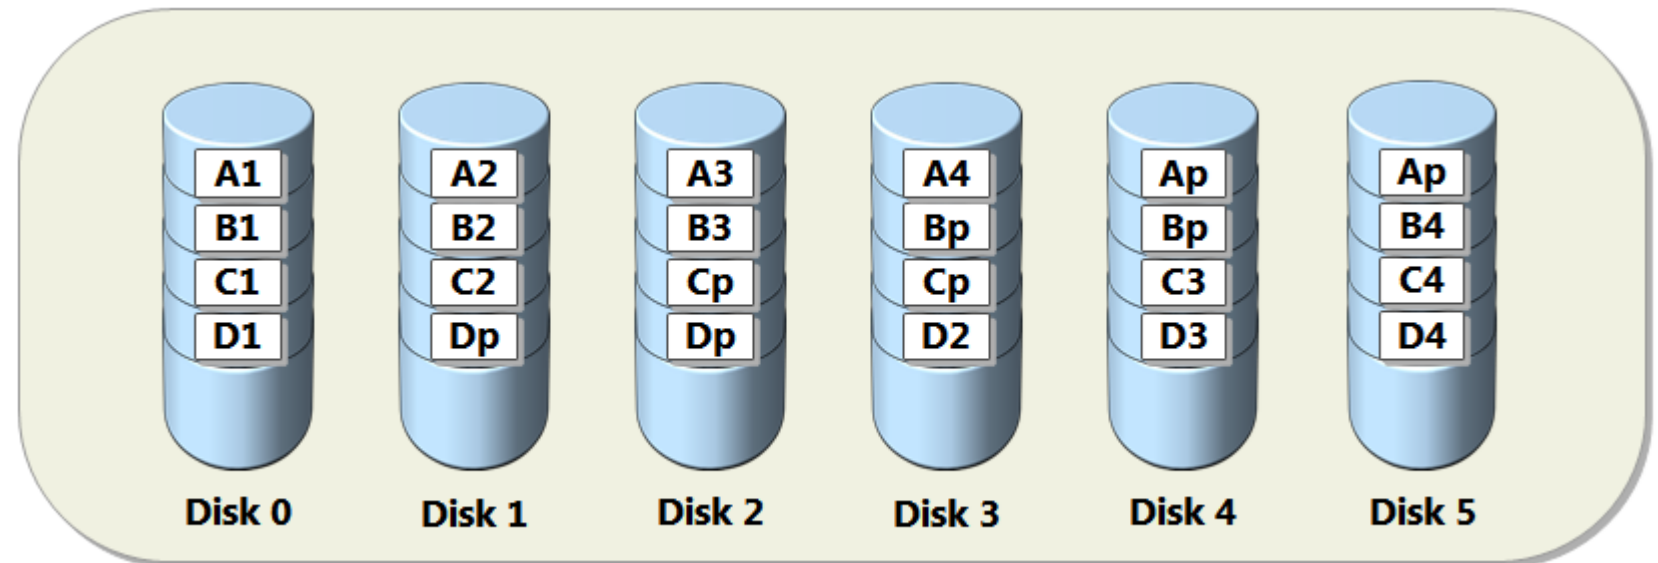 A1 A2 A3 A4 Ap Ap
B1 B2 B3 Bp Bp B4
C1 C2 Cp Cp C3 C4
D1 Dp Dp D2 D3 D4
Disk 0 Disk 1 Disk 2 Disk 3 Disk 4 Disk 5